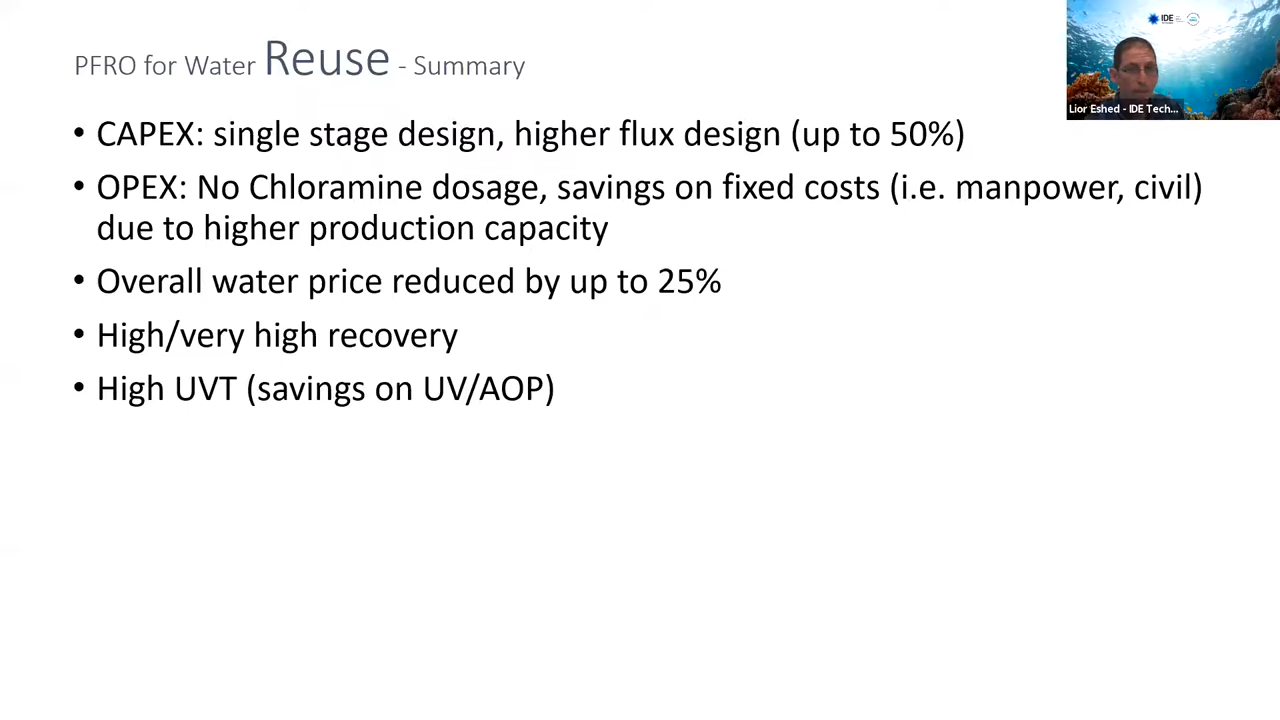 PFRO for Water Reuse - Summary
IDE
Lior Eshed - IDE Tech...
• CAPEX: single stage design, higher flux design (up to 50%)
• OPEX: No Chloramine dosage, savings on fixed costs (i.e. manpower, civil)
due to higher production capacity
• Overall water price reduced by up to 25%
• High/very high recovery
• High UVT (savings on UV/AOP)